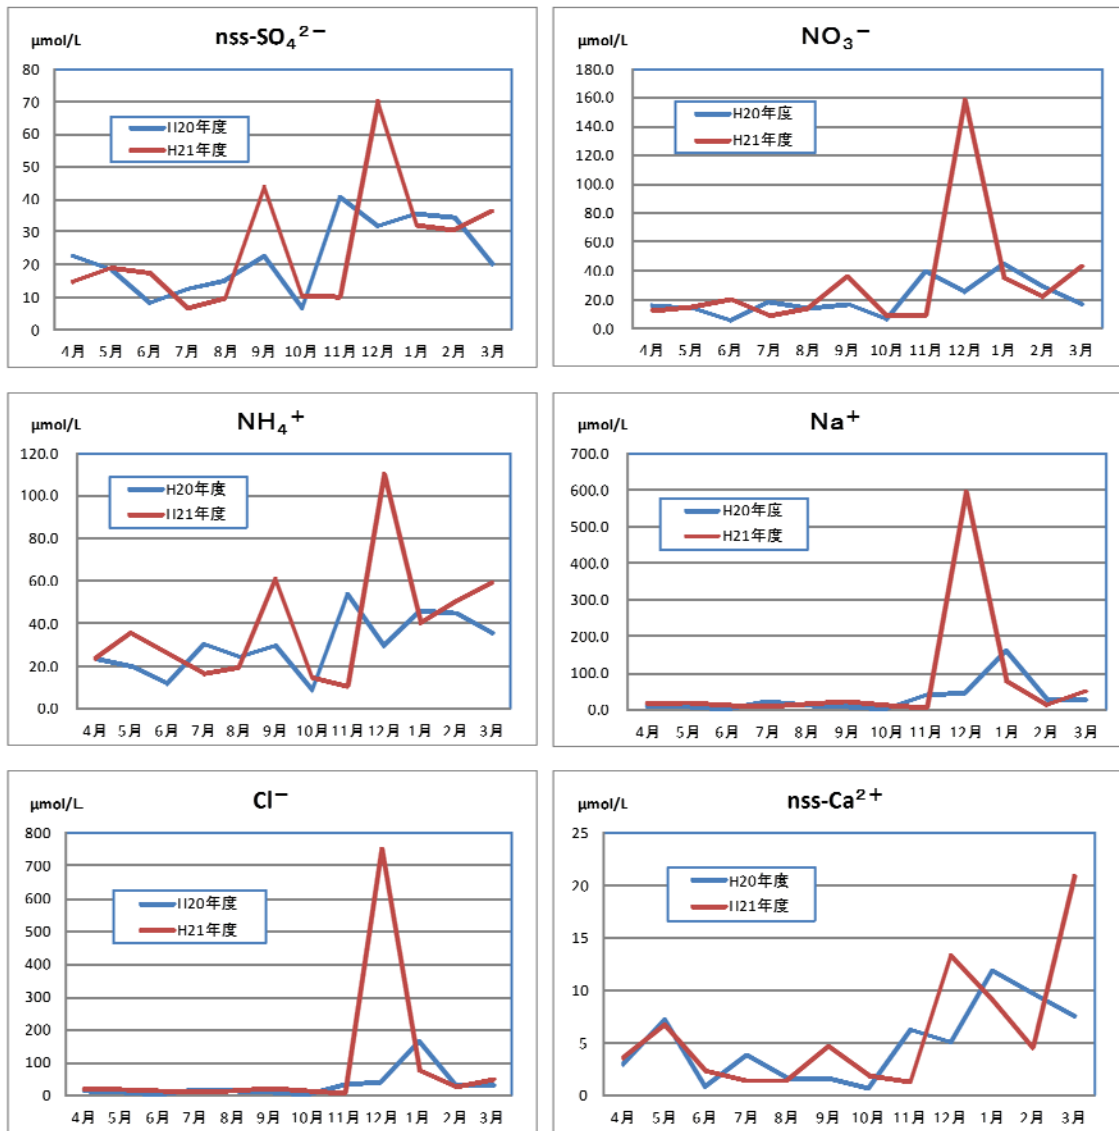 nss-SO₄²⁻
μmol/L
80
70
60
50
40
30
20
10
0
H20年度
H21年度
4月 5月 6月 7月 8月 9月 10月 11月 12月 1月 2月 3月
NO₃⁻
μmol/L
180.0
160.0
140.0
120.0
100.0
80.0
60.0
40.0
20.0
0.0
H20年度
H21年度
4月 5月 6月 7月 8月 9月 10月 11月 12月 1月 2月 3月
NH₄⁺
μmol/L
120.0
100.0
80.0
60.0
40.0
20.0
0.0
H20年度
H21年度
4月 5月 6月 7月 8月 9月 10月 11月 12月 1月 2月 3月
Na⁺
μmol/L
700.0
600.0
500.0
400.0
300.0
200.0
100.0
0.0
H20年度
H21年度
4月 5月 6月 7月 8月 9月 10月 11月 12月 1月 2月 3月
Cl⁻
μmol/L
800
700
600
500
400
300
200
100
0
H20年度
H21年度
4月 5月 6月 7月 8月 9月 10月 11月 12月 1月 2月 3月
nss-Ca²⁺
μmol/L
25
20
15
10
5
0
H20年度
H21年度
4月 5月 6月 7月 8月 9月 10月 11月 12月 1月 2月 3月